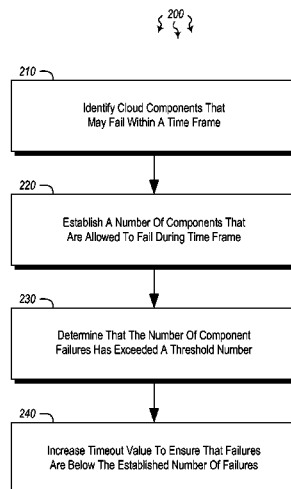 200
210
Identify Cloud Components That
May Fail Within A Time Frame
220
Establish A Number Of Components That
Are Allowed To Fail During Time Frame
230
Determine That The Number Of Component
Failures Has Exceeded A Threshold Number
240
Increase Timeout Value To Ensure That Failures
Are Below The Established Number Of Failures